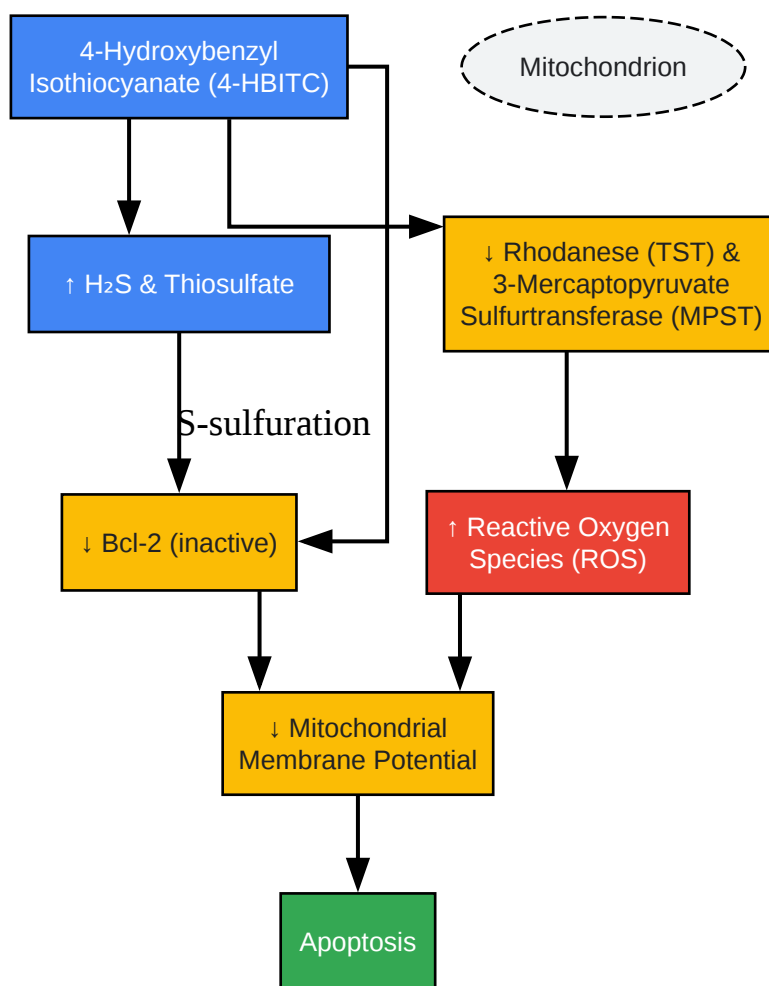 4-Hydroxybenzyl
Isothiocyanate (4-HBITC)
Mitochondrion
↑ H₂S & Thiosulfate
↓ Rhodanese (TST) &
3-Mercaptopyruvate
Sulfurtransferase (MPST)
S-sulfuration
↓ Bcl-2 (inactive)
↑ Reactive Oxygen
Species (ROS)
↓ Mitochondrial
Membrane Potential
Apoptosis